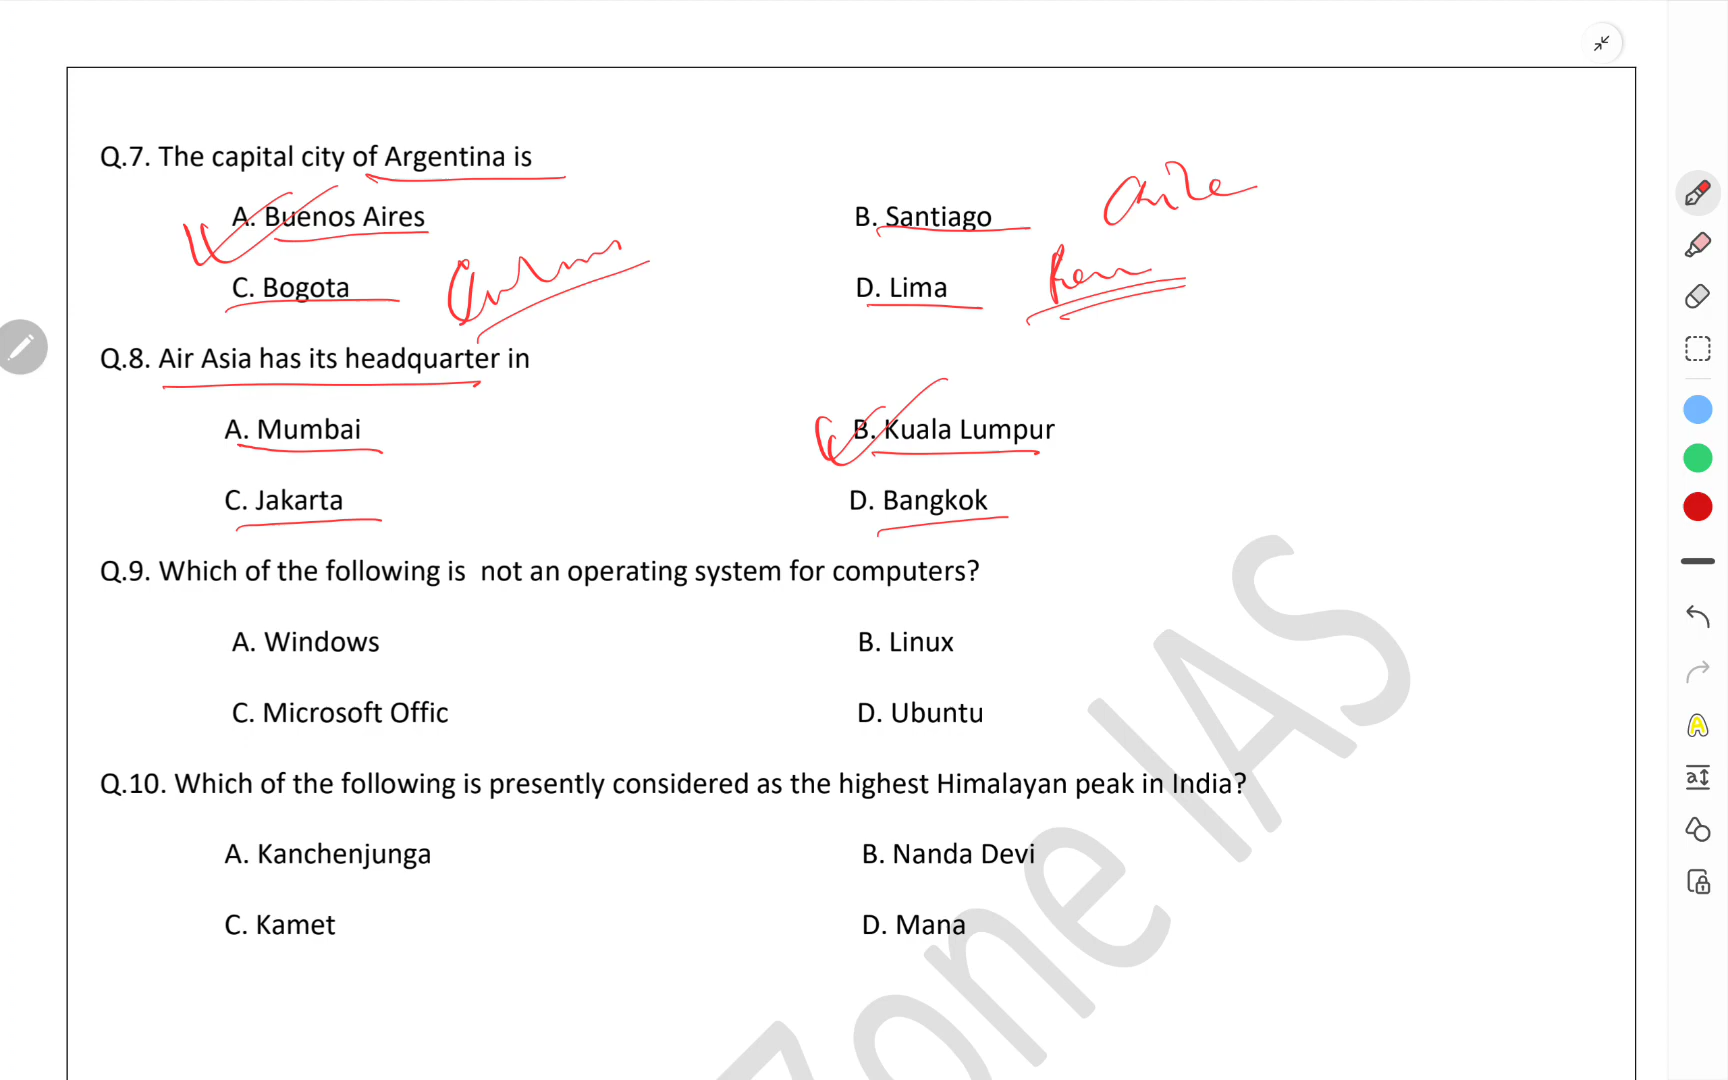 Q.7. The capital city of Argentina is
A. Buenos Aires B. Santiago Chile
C. Bogota D. Lima
Q.8. Air Asia has its headquarter in
A. Mumbai B. Kuala Lumpur
C. Jakarta D. Bangkok
Q.9. Which of the following is not an operating system for computers?
A. Windows B. Linux
C. Microsoft Offic D. Ubuntu
Q.10. Which of the following is presently considered as the highest Himalayan peak in India?
A. Kanchenjunga B. Nanda Devi
C. Kamet D. Mana
Zone IAS